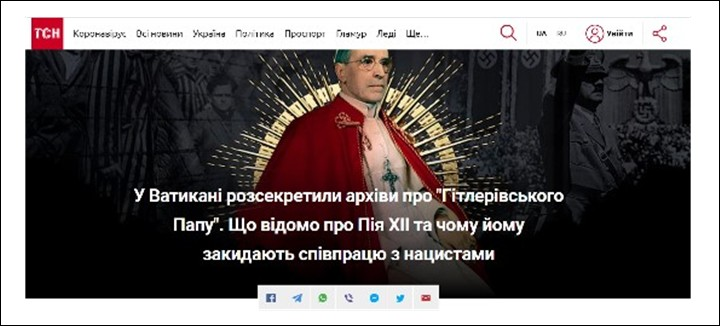 ТСН Коронавірус Всі новини Україна Політика Проспорт Гламур Леді Ще... UA RU Увійти
У Ватикані розсекретили архіви про "Гітлерівського
Папу". Що відомо про Пія XII та чому йому
закидають співпрацю з нацистами